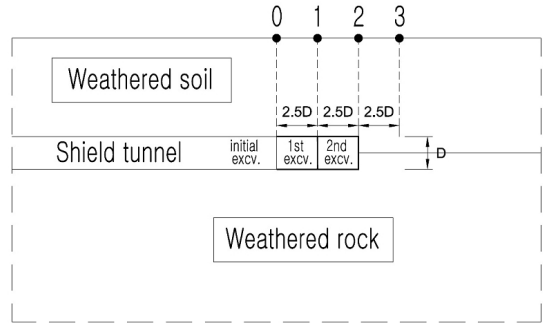 0 1 2 3
Weathered soil
2.5D 2.5D 2.5D
Shield tunnel
initial excv.
1st excv.
2nd excv.
D
Weathered rock